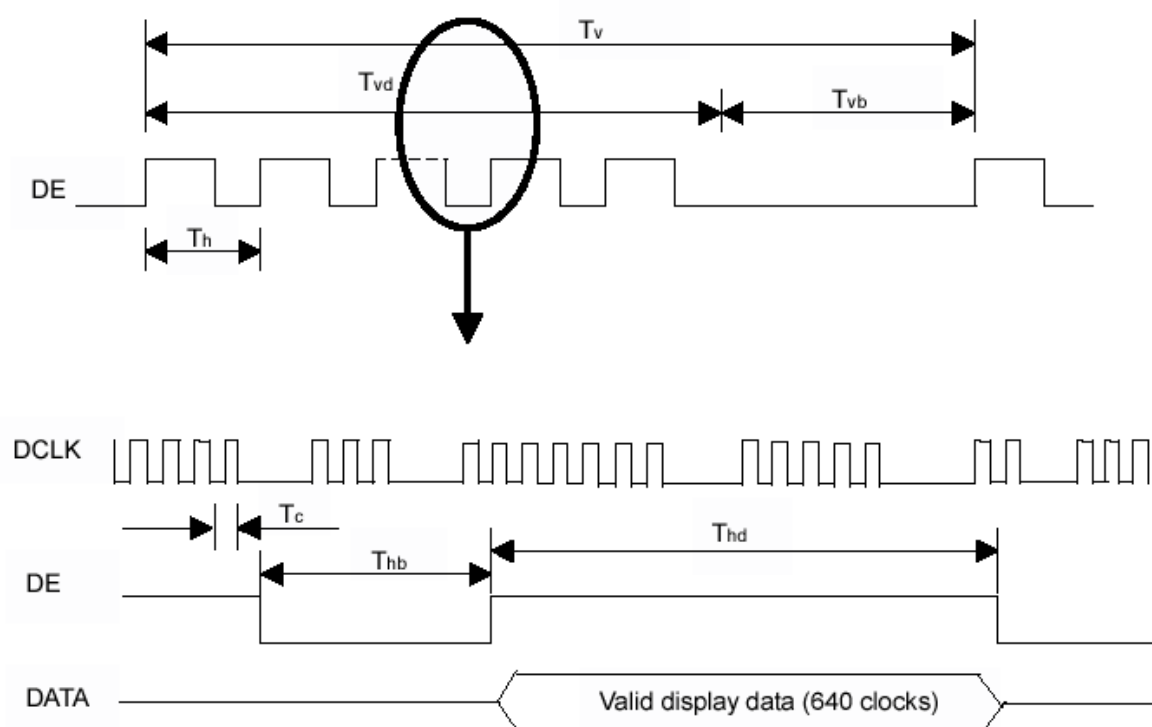 Tv
Tvd
Tvb
DE
Th
DCLK
Tc
Thd
Thb
DE
DATA
Valid display data (640 clocks)